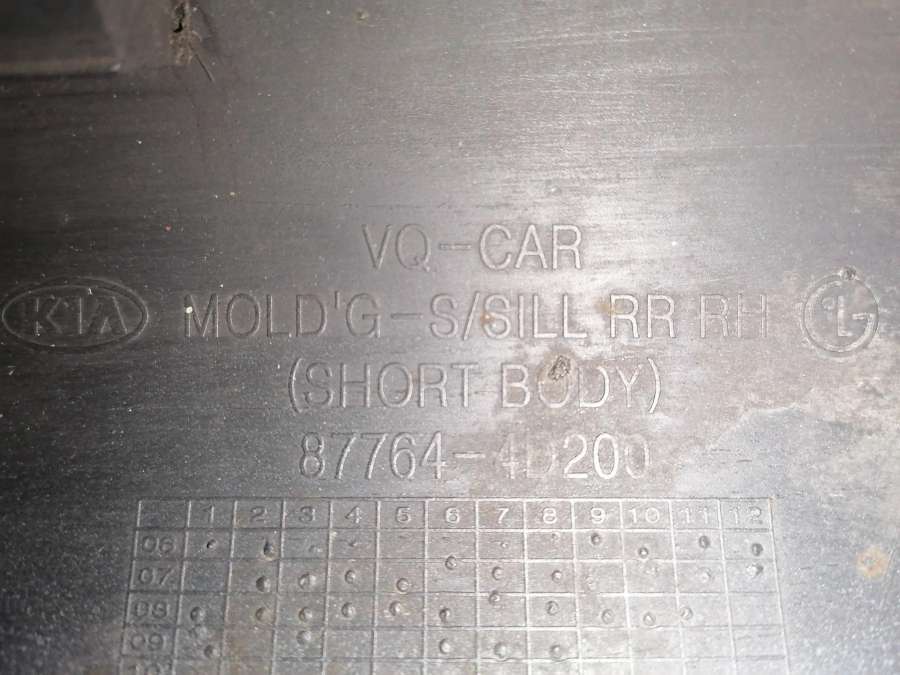 VQ-CAR
KIA MOLD'G-S/SILL RR RH
(SHORT BODY)
87764-4D200
1 2 3 4 5 6 7 8 9 10 11 12
06
07
08
09